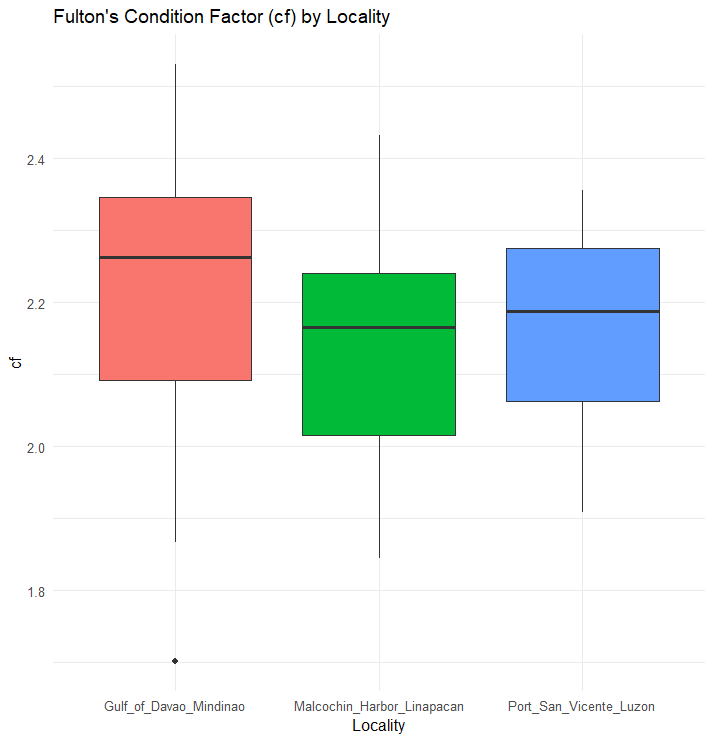 Fulton's Condition Factor (cf) by Locality
cf
2.4
2.2
2.0
1.8
Gulf_of_Davao_Mindinao Malcochin_Harbor_Linapacan Port_San_Vicente_Luzon
Locality